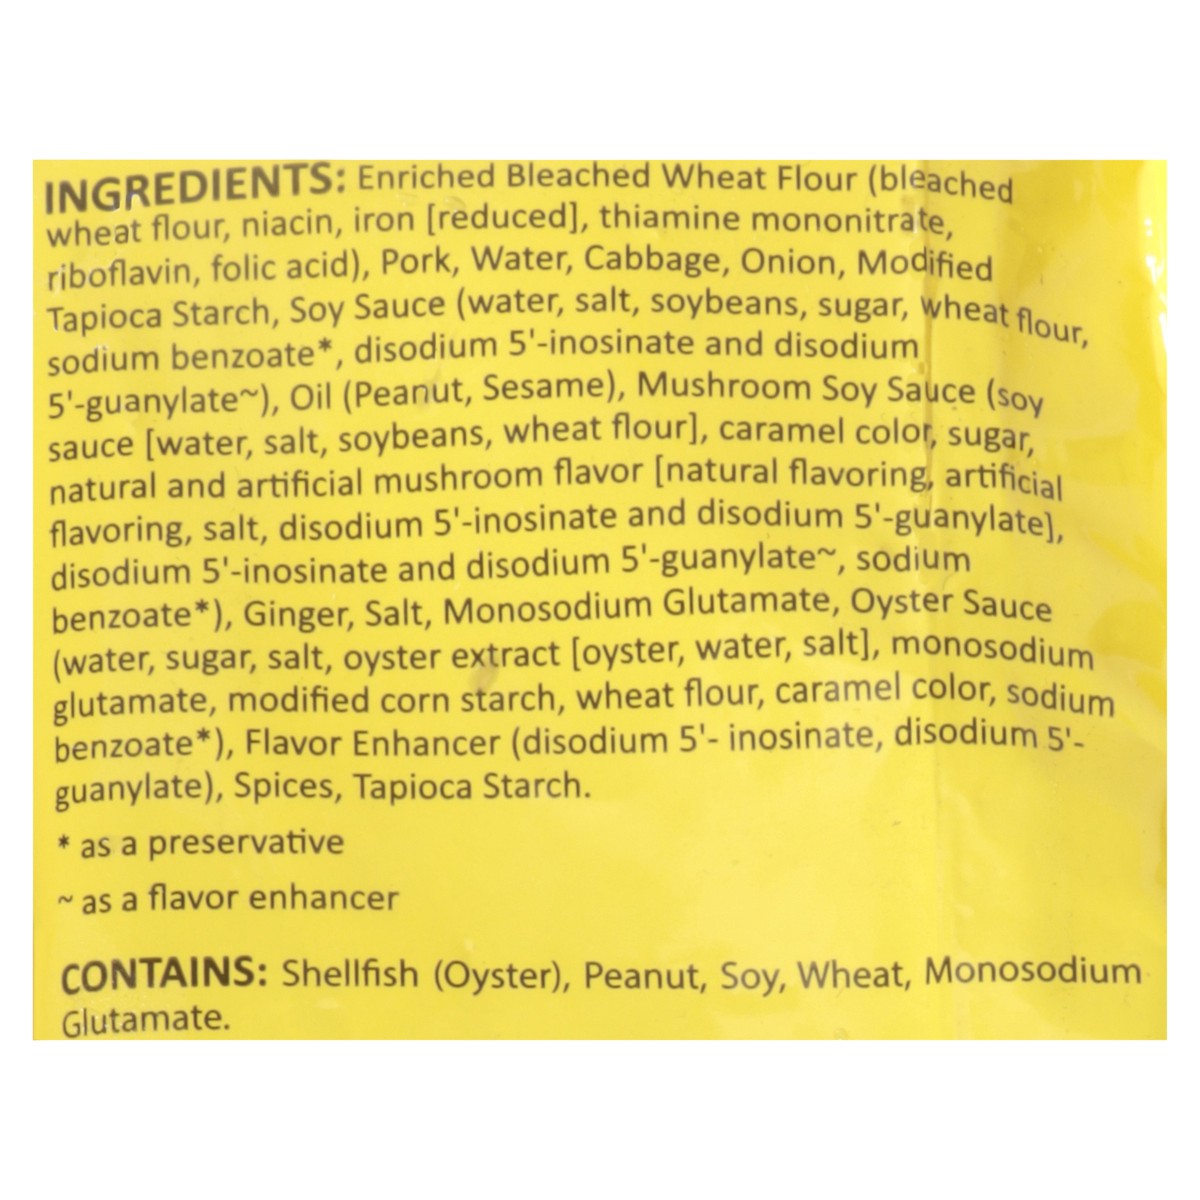 INGREDIENTS: Enriched Bleached Wheat Flour (bleached
wheat flour, niacin, iron [reduced], thiamine mononitrate,
riboflavin, folic acid), Pork, Water, Cabbage, Onion, Modified
Tapioca Starch, Soy Sauce (water, salt, soybeans, sugar, wheat flour,
sodium benzoate*, disodium 5'-inosinate and disodium
5'-guanylate~), Oil (Peanut, Sesame), Mushroom Soy Sauce (soy
sauce [water, salt, soybeans, wheat flour], caramel color, sugar,
natural and artificial mushroom flavor [natural flavoring, artificial
flavoring, salt, disodium 5'-inosinate and disodium 5'-guanylate],
disodium 5'-inosinate and disodium 5'-guanylate~, sodium
benzoate*), Ginger, Salt, Monosodium Glutamate, Oyster Sauce
(water, sugar, salt, oyster extract [oyster, water, salt], monosodium
glutamate, modified corn starch, wheat flour, caramel color, sodium
benzoate*), Flavor Enhancer (disodium 5'- inosinate, disodium 5'-
guanylate), Spices, Tapioca Starch.
* as a preservative
~ as a flavor enhancer
CONTAINS: Shellfish (Oyster), Peanut, Soy, Wheat, Monosodium
Glutamate.